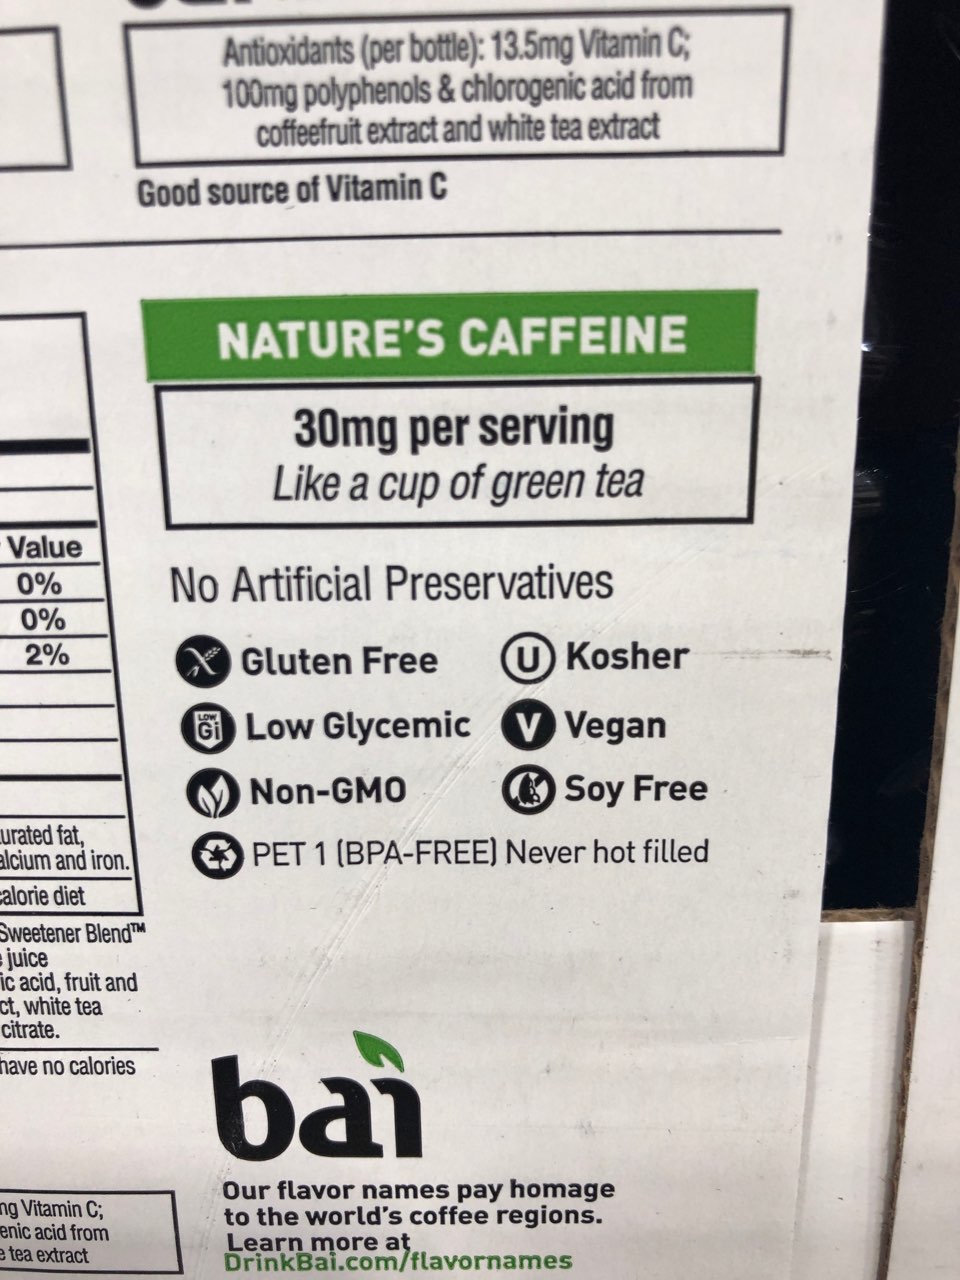 Antioxidants (per bottle): 13.5mg Vitamin C;
100mg polyphenols & chlorogenic acid from
coffeefruit extract and white tea extract
Good source of Vitamin C
NATURE'S CAFFEINE
30mg per serving
Like a cup of green tea
No Artificial Preservatives
Gluten Free
U Kosher
LOW Gi Low Glycemic
V Vegan
Non-GMO
Soy Free
PET 1 (BPA-FREE) Never hot filled
Value
0%
0%
2%
urated fat,
alcium and iron.
calorie diet
Sweetener Blend™
juice
ic acid, fruit and
ct, white tea
citrate.
have no calories
ng Vitamin C;
enic acid from
tea extract
bai
Our flavor names pay homage
to the world's coffee regions.
Learn more at
DrinkBai.com/flavornames